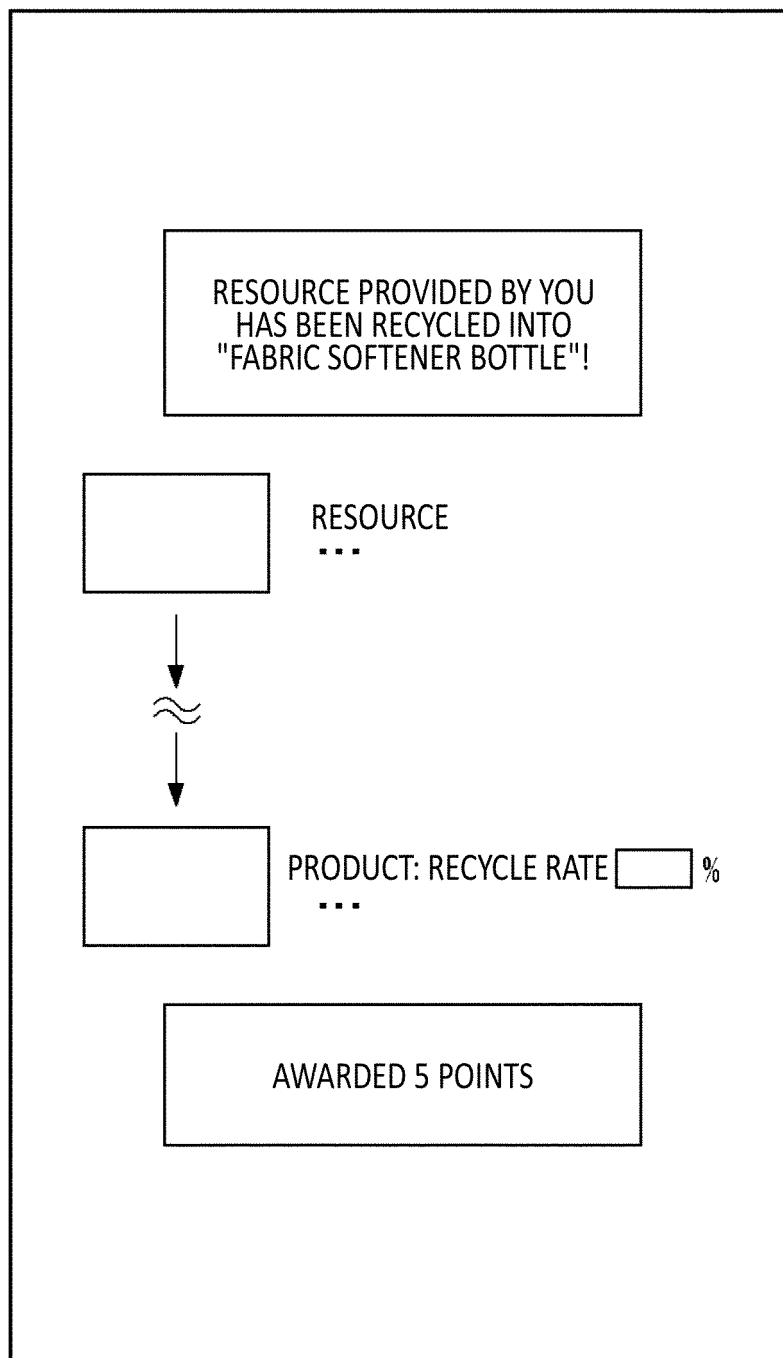 RESOURCE PROVIDED BY YOU
HAS BEEN RECYCLED INTO
"FABRIC SOFTENER BOTTLE"!
RESOURCE
...
PRODUCT: RECYCLE RATE %
...
AWARDED 5 POINTS